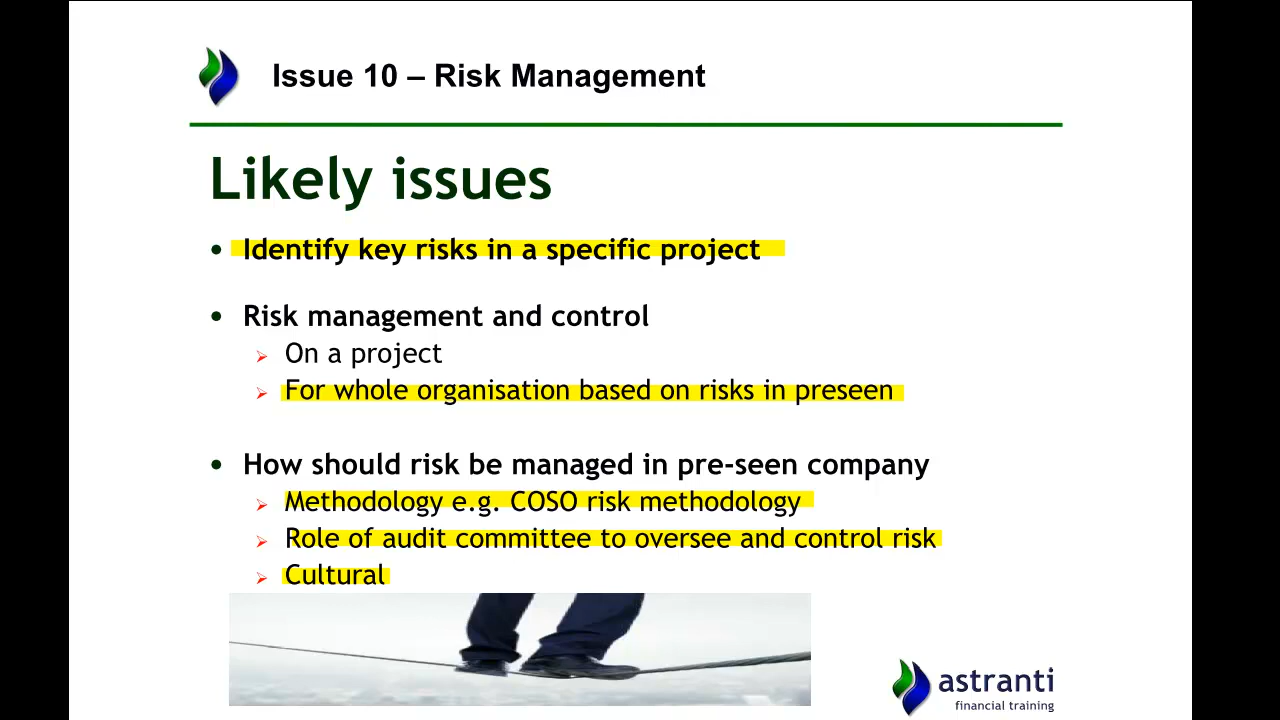 Issue 10 – Risk Management
Likely issues
• Identify key risks in a specific project
• Risk management and control
➢ On a project
➢ For whole organisation based on risks in preseen
• How should risk be managed in pre-seen company
➢ Methodology e.g. COSO risk methodology
➢ Role of audit committee to oversee and control risk
➢ Cultural
astranti
financial training